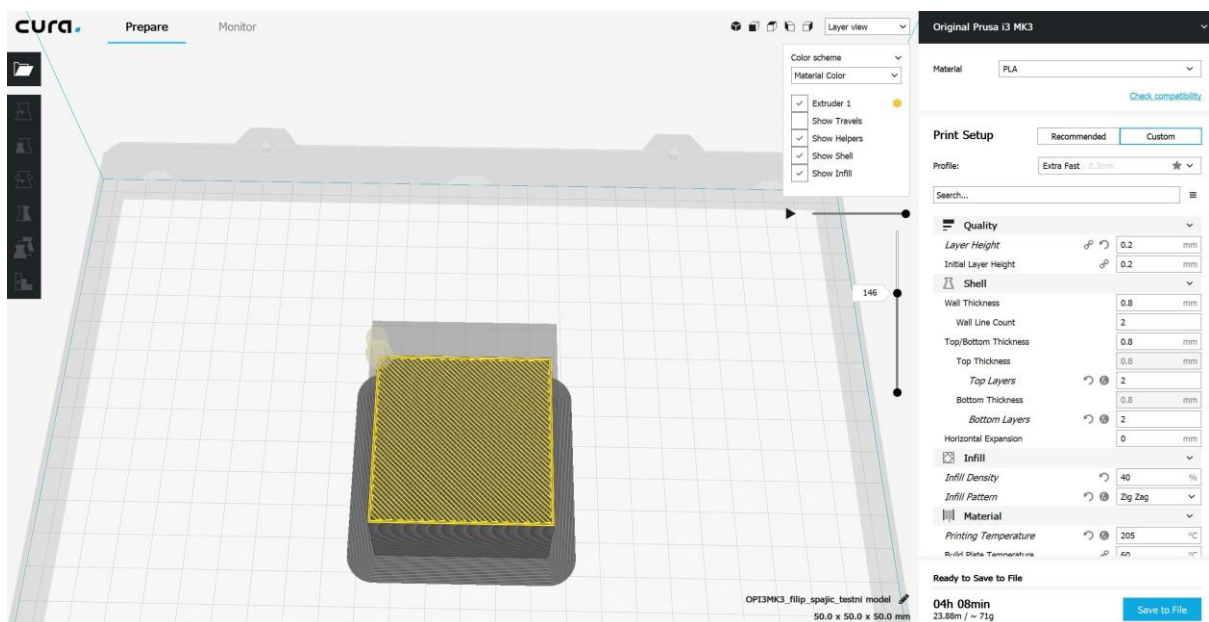 cura.
Prepare Monitor Layer view Original Prusa i3 MK3
Color scheme
Material Color
Extruder 1
Show Travels
Show Helpers
Show Shell
Show Infill
146
OPI3MK3_filip_spajic_testni model
50.0 x 50.0 x 50.0 mm
Material PLA
Check compatibility
Print Setup Recommended Custom
Profile: Extra Fast - 0.3mm
Search...
Quality
Layer Height 0.2 mm
Initial Layer Height 0.2 mm
Shell
Wall Thickness 0.8 mm
Wall Line Count 2
Top/Bottom Thickness 0.8 mm
Top Thickness 0.8 mm
Top Layers 2
Bottom Thickness 0.8 mm
Bottom Layers 2
Horizontal Expansion 0 mm
Infill
Infill Density 40 %
Infill Pattern Zig Zag
Material
Printing Temperature 205 °C
Build Plate Temperature 60 °C
Ready to Save to File
04h 08min
23.88m / ~ 71g
Save to File